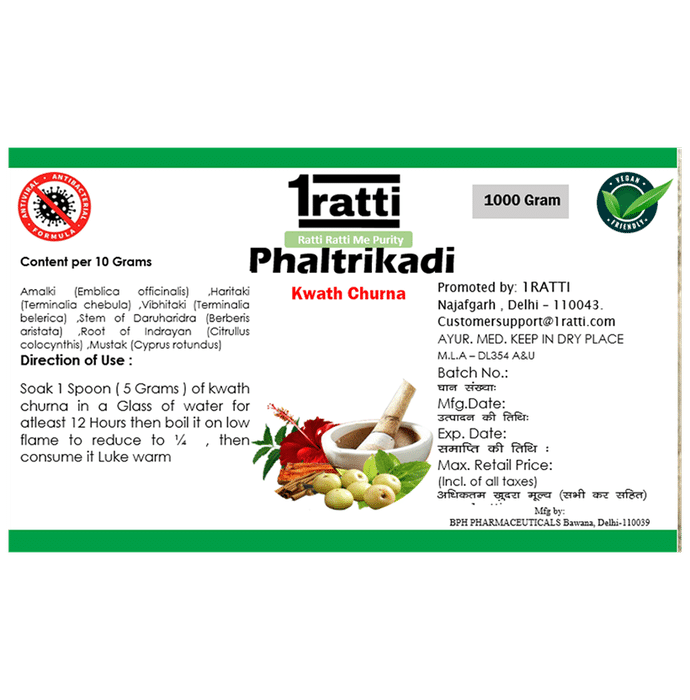 ANTIVIRAL • ANTIBACTERIAL
FORMULA
1ratti
Ratti Ratti Me Purity
Phaltrikadi
Kwath Churna
1000 Gram
VEGAN
FRIENDLY
Content per 10 Grams
Amalki (Emblica officinalis) ,Haritaki
(Terminalia chebula) ,Vibhitaki (Terminalia
belerica) ,Stem of Daruharidra (Berberis
aristata) ,Root of Indrayan (Citrullus
colocynthis) ,Mustak (Cyprus rotundus)
Direction of Use :
Soak 1 Spoon ( 5 Grams ) of kwath
churna in a Glass of water for
atleast 12 Hours then boil it on low
flame to reduce to ¼ , then
consume it Luke warm
Promoted by: 1RATTI
Najafgarh , Delhi – 110043.
Customersupport@1ratti.com
AYUR. MED. KEEP IN DRY PLACE
M.L.A – DL354 A&U
Batch No.:
घान संख्याः
Mfg.Date:
उत्पादन की तिथिः
Exp. Date:
समाप्ति की तिथि :
Max. Retail Price:
(Incl. of all taxes)
अधिकतम खुदरा मूल्य (सभी कर सहित)
Mfg by:
BPH PHARMACEUTICALS Bawana, Delhi-110039